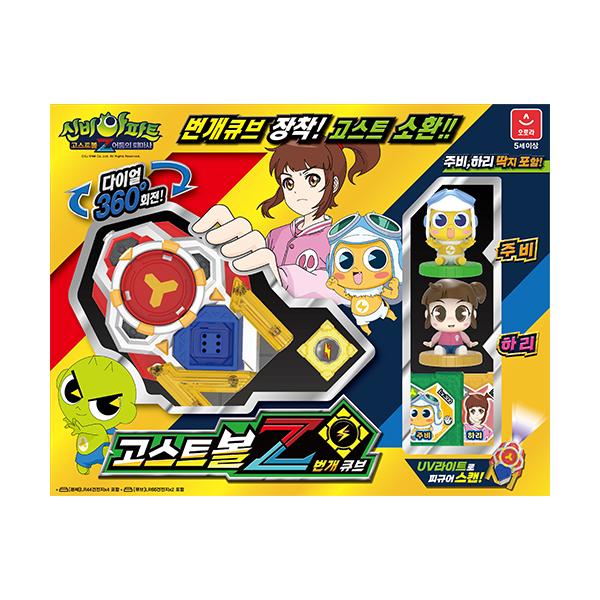 신비아파트
고스트볼 Z 어둠의 퇴마사
번개큐브 장착! 고스트 소환!!
오로라
5세이상
주비,하리 딱지 포함!
다이얼
360°회전!
주비
하리
주비
하리
고스트볼 Z
번개 큐브
UV라이트로
피규어 스캔!